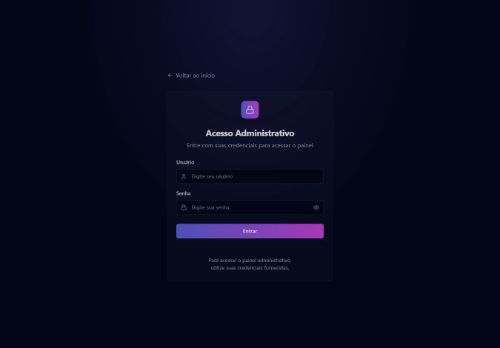 ← Voltar ao início
Acesso Administrativo
Entre com suas credenciais para acessar o painel
Usuário
Digite seu usuário
Senha
Digite sua senha
Entrar
Para acessar o painel administrativo,
utilize suas credenciais fornecidas.